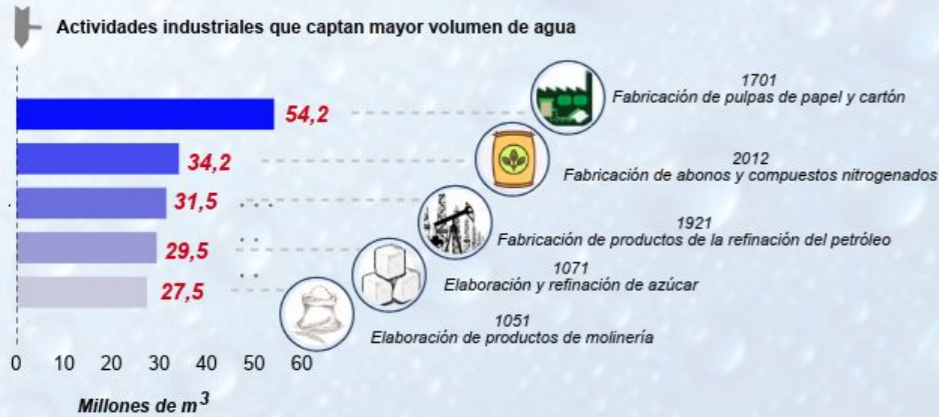 Actividades industriales que captan mayor volumen de agua
54,2
1701
Fabricación de pulpas de papel y cartón
34,2
2012
Fabricación de abonos y compuestos nitrogenados
31,5
1921
Fabricación de productos de la refinación del petróleo
29,5
1071
Elaboración y refinación de azúcar
27,5
1051
Elaboración de productos de molinería
0 10 20 30 40 50 60
Millones de m³